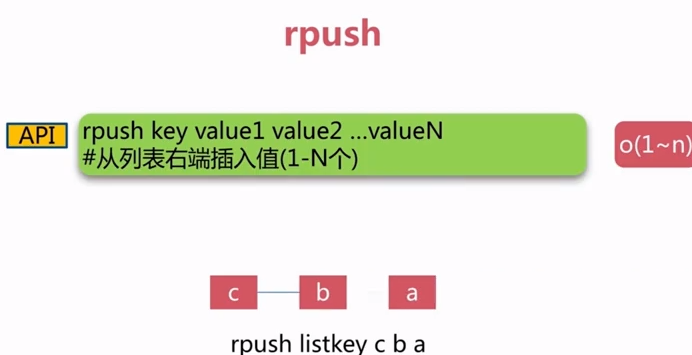 rpush
API
rpush key value1 value2 ...valueN
#从列表右端插入值(1-N个)
o(1~n)
c b a
rpush listkey c b a